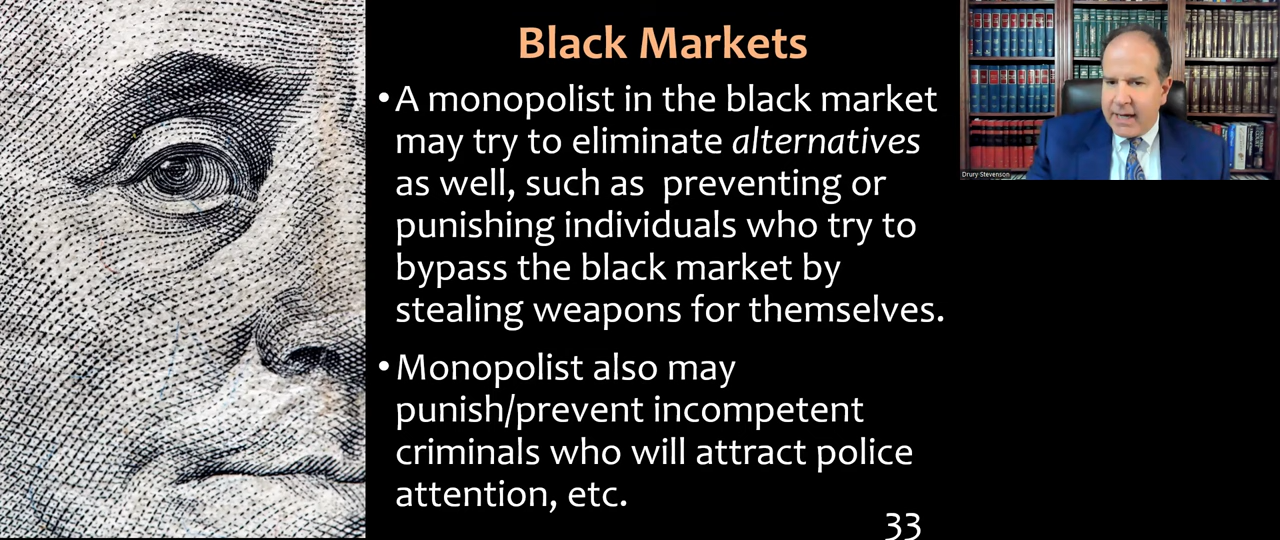 Black Markets
•A monopolist in the black market
may try to eliminate alternatives
as well, such as  preventing or
punishing individuals who try to
bypass the black market by
stealing weapons for themselves.
•Monopolist also may
punish/prevent incompetent
criminals who will attract police
attention, etc.
33
Drury Stevenson